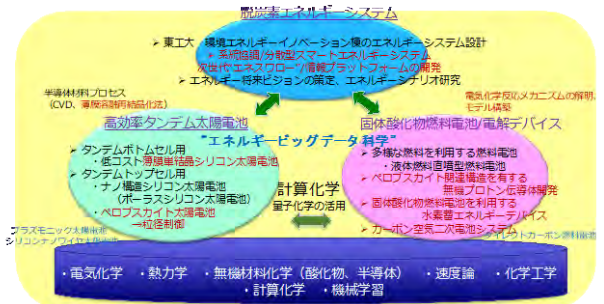 脱炭素エネルギーシステム
➤ 東工大 環境エネルギーイノベーション棟のエネルギーシステム設計
➤ 系統協調/分散型スマートエネルギーシステム
次世代エネスワローツ情報プラットフォームの開発
➤ エネルギー将来ビジョンの策定、エネルギーシナリオ研究
半導体材料プロセス
(CVD、薄膜溶融再結晶化法)
電気化学反応メカニズムの解明、
モデル構築
高効率タンデム太陽電池
"エネルギービッグデータ科学"
固体酸化物燃料電池/電解デバイス
➤ タンデムボトムセル用
・低コスト薄膜単結晶シリコン太陽電池
➤ タンデムトップセル用
・ナノ構造シリコン太陽電池
(ポーラスシリコン太陽電池)
・ペロブスカイト太陽電池
→粒径制御
計算化学
量子化学の活用
➤ 多様な燃料を利用する燃料電池
・液体燃料直噴型燃料電池
➤ ペロブスカイト関連構造を有する
無機プロトン伝導体開発
➤ 固体酸化物燃料電池を利用する
水素・蓄エネルギーデバイス
➤ カーボン空気二次電池システム
プラズモニック太陽電池
シリコンナノワイヤ太陽電池
ダイレクトカーボン燃料電池
・電気化学 ・熱力学 ・無機材料化学(酸化物、半導体) ・速度論 ・化学工学
・計算化学 ・機械学習